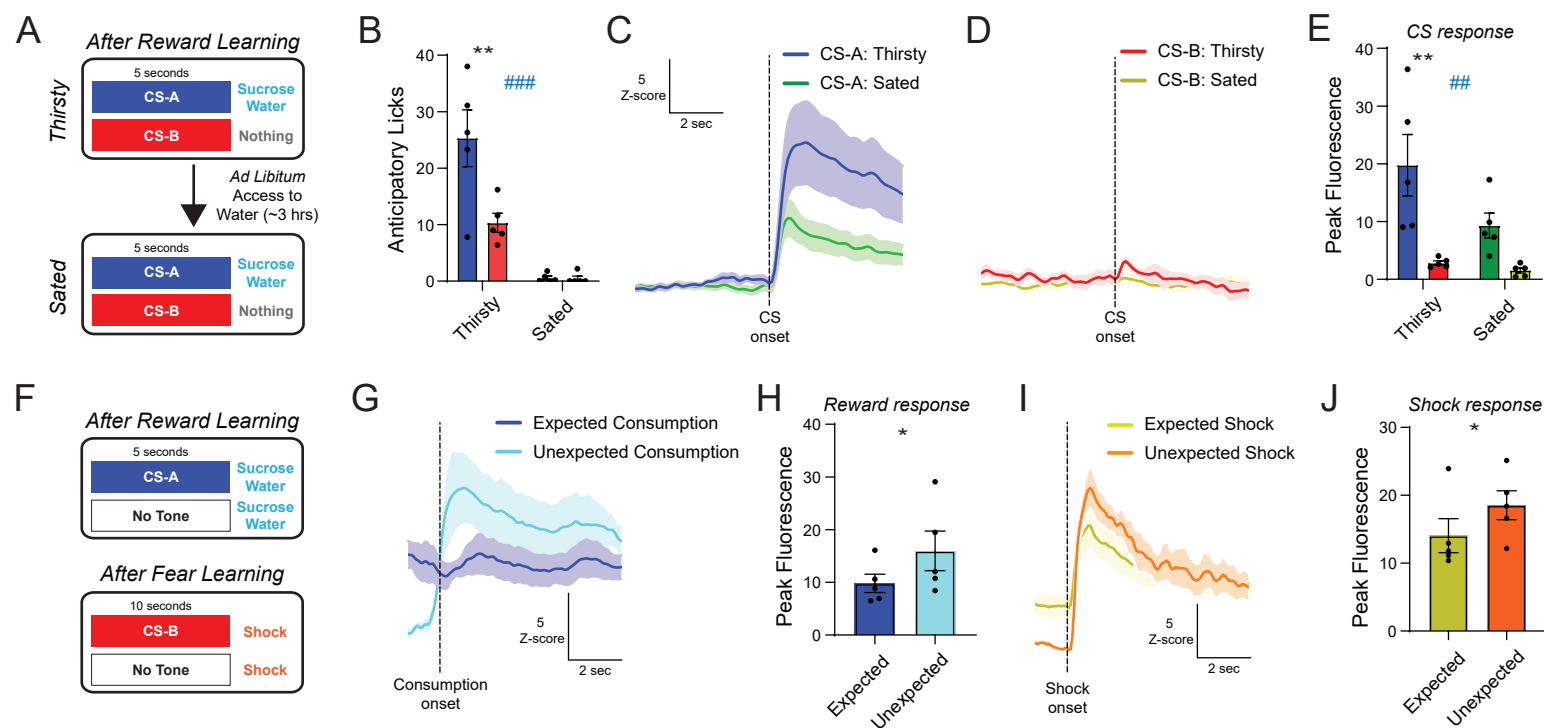 A
After Reward Learning
Thirsty
5 seconds
CS-A
Sucrose
Water
CS-B
Nothing
Ad Libitum
Access to
Water (~3 hrs)
Sated
5 seconds
CS-A
Sucrose
Water
CS-B
Nothing
B
Anticipatory Licks
40
30
20
10
0
**
###
Thirsty
Sated
C
5
Z-score
2 sec
CS-A: Thirsty
CS-A: Sated
CS
onset
D
CS-B: Thirsty
CS-B: Sated
CS
onset
E
CS response
Peak Fluorescence
40
30
20
10
0
**
##
Thirsty
Sated
F
After Reward Learning
5 seconds
CS-A
Sucrose
Water
No Tone
Sucrose
Water
After Fear Learning
10 seconds
CS-B
Shock
No Tone
Shock
G
Expected Consumption
Unexpected Consumption
5
Z-score
2 sec
Consumption
onset
H
Reward response
Peak Fluorescence
40
30
20
10
0
*
Expected
Unexpected
I
Expected Shock
Unexpected Shock
5
Z-score
2 sec
Shock
onset
J
Shock response
Peak Fluorescence
30
20
10
0
*
Expected
Unexpected